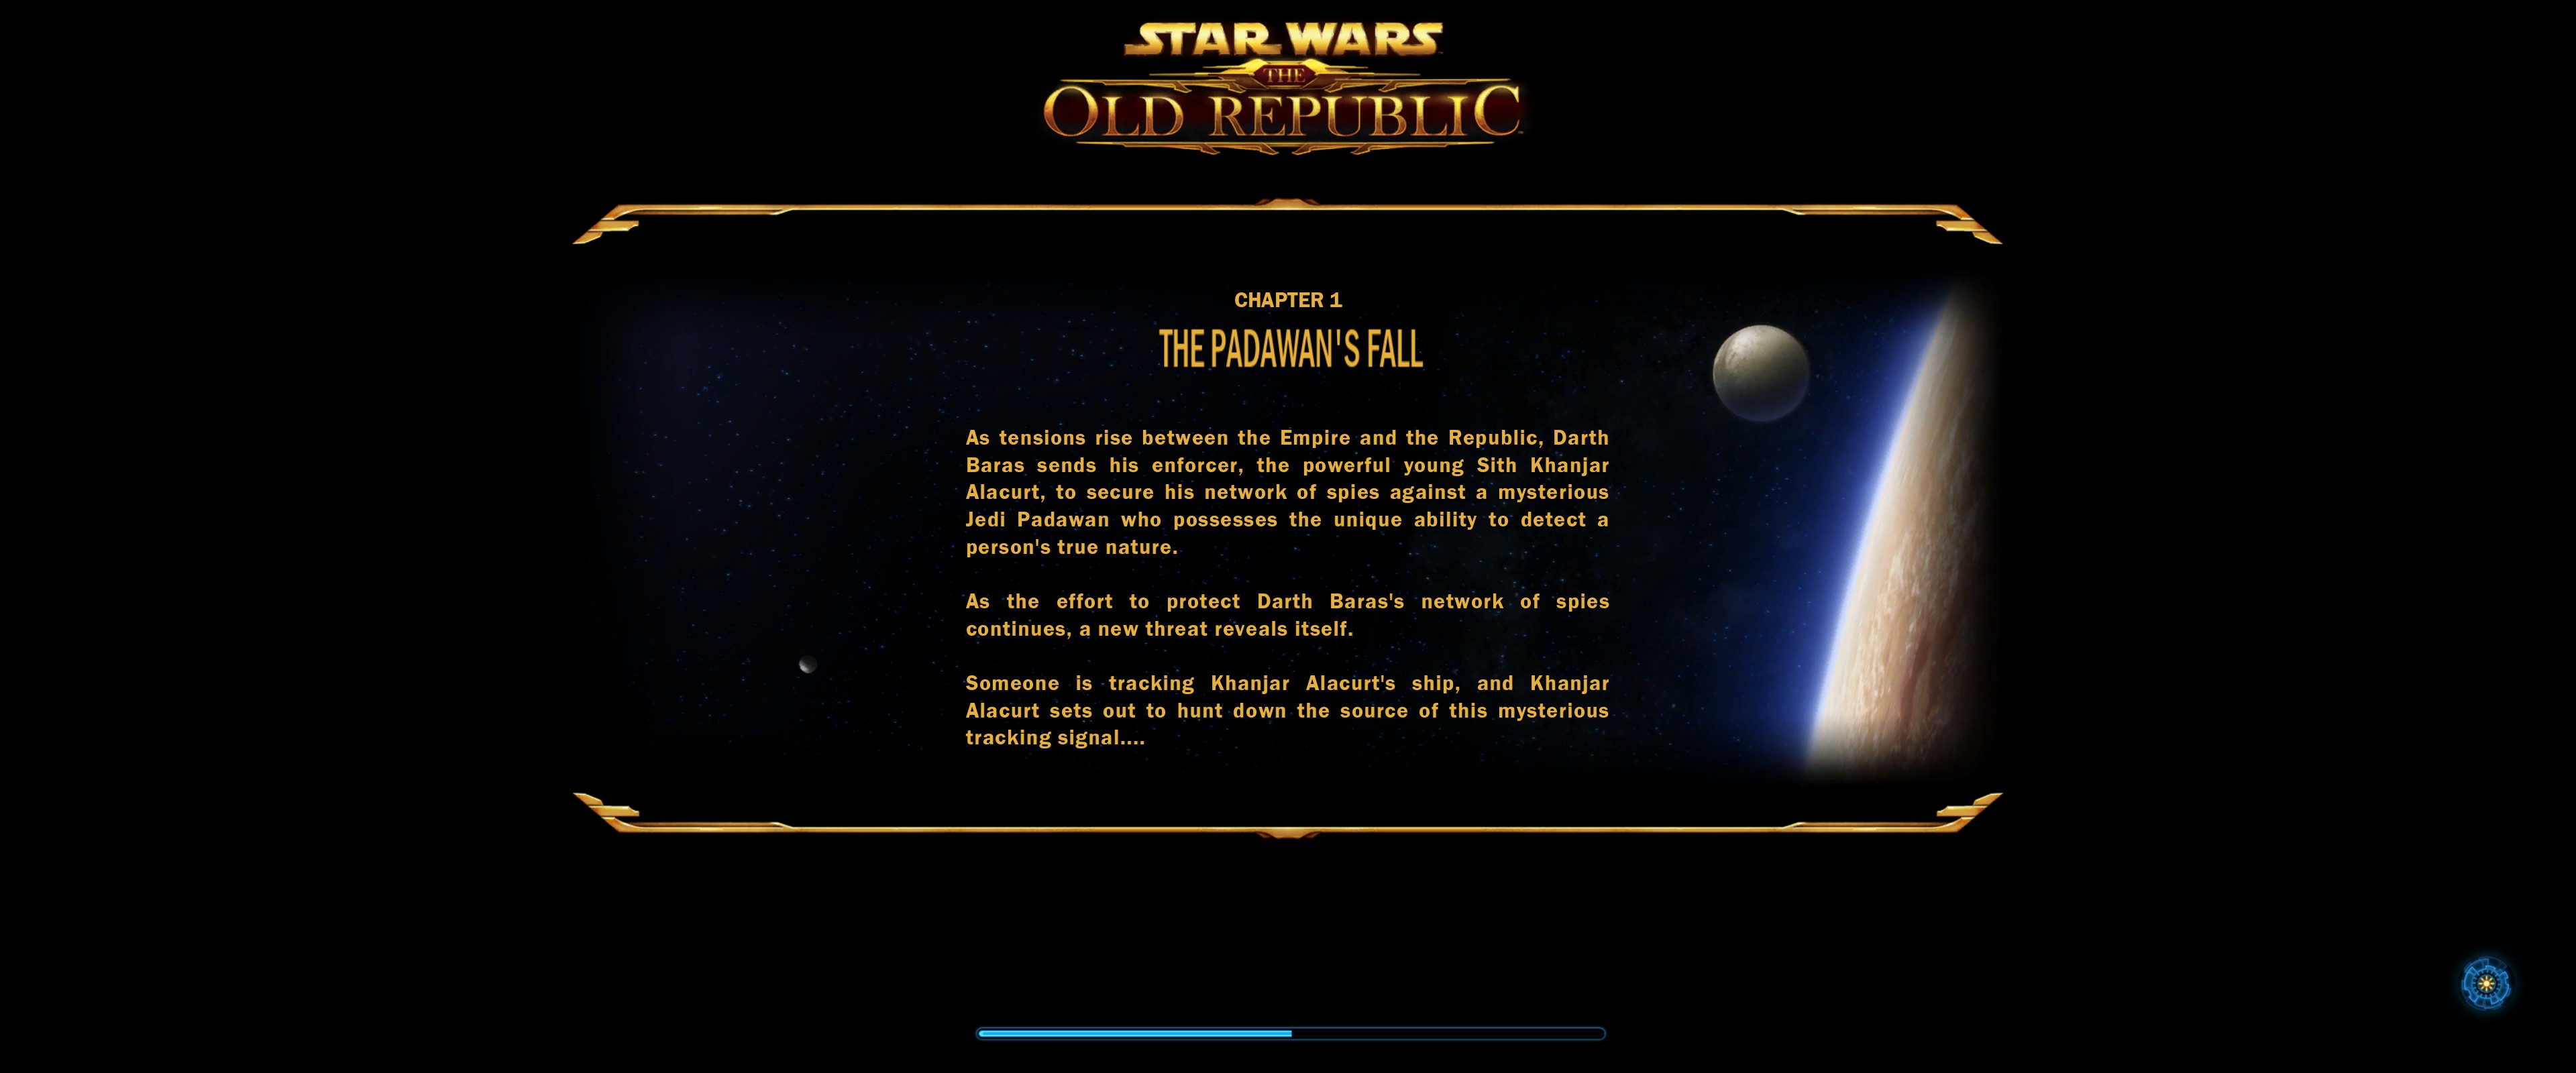 STAR WARS
THE
OLD REPUBLIC
CHAPTER 1
THE PADAWAN'S FALL
As tensions rise between the Empire and the Republic, Darth
Baras sends his enforcer, the powerful young Sith Khanjar
Alacurt, to secure his network of spies against a mysterious
Jedi Padawan who possesses the unique ability to detect a
person's true nature.
As the effort to protect Darth Baras's network of spies
continues, a new threat reveals itself.
Someone is tracking Khanjar Alacurt's ship, and Khanjar
Alacurt sets out to hunt down the source of this mysterious
tracking signal....